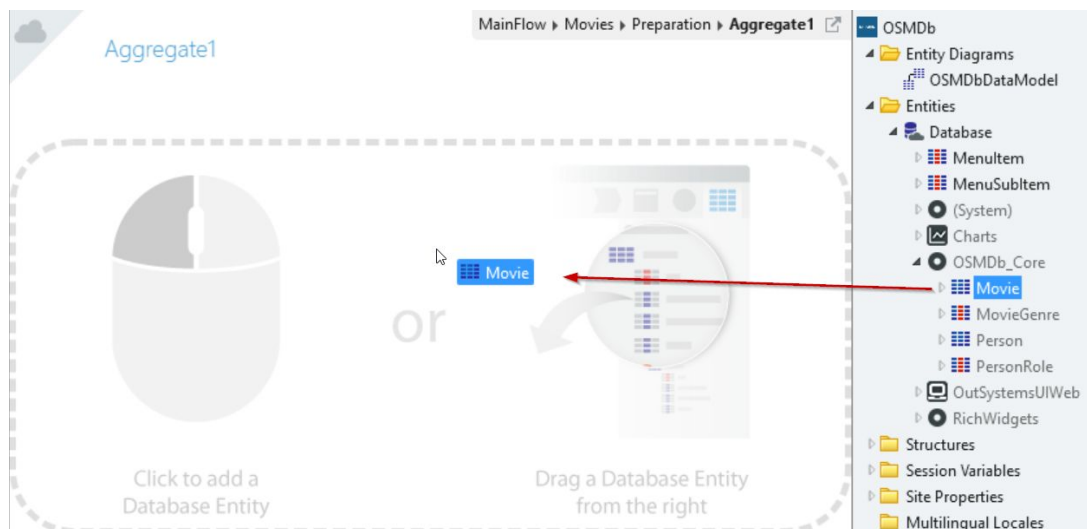 MainFlow ▸ Movies ▸ Preparation ▸ Aggregate1
Aggregate1
Movie
or
Click to add a
Database Entity
Drag a Database Entity
from the right
OSMDb
Entity Diagrams
OSMDbDataModel
Entities
Database
MenuItem
MenuSubItem
(System)
Charts
OSMDb_Core
Movie
MovieGenre
Person
PersonRole
OutSystemsUIWeb
RichWidgets
Structures
Session Variables
Site Properties
Multilingual Locales